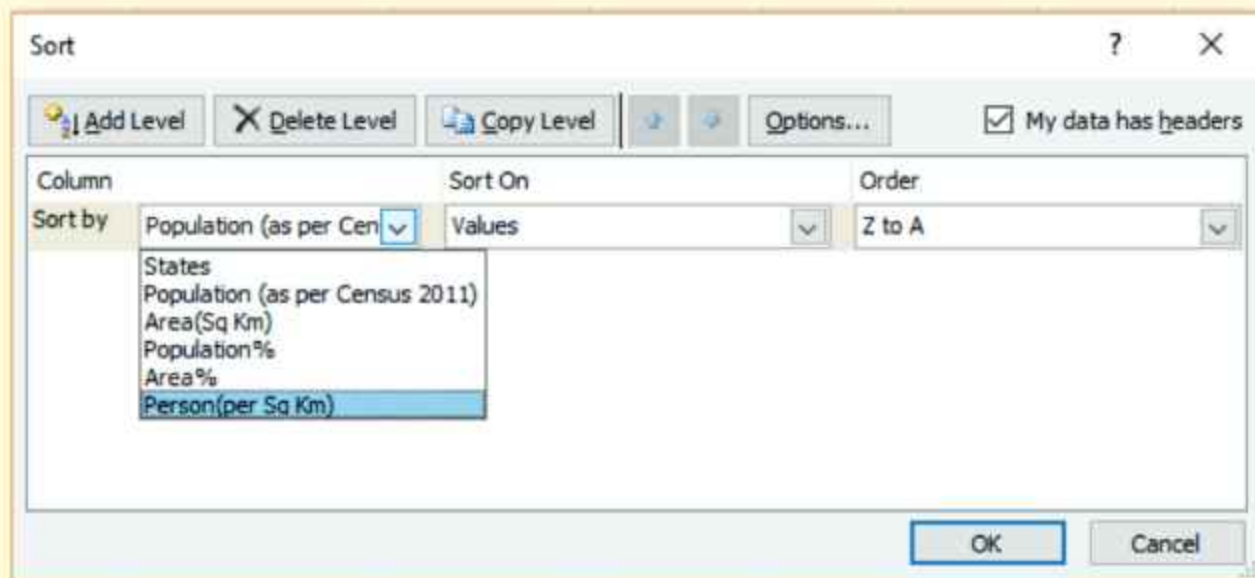 Sort ?
Add Level Delete Level Copy Level Options... My data has headers
Column Sort On Order
Sort by Population (as per Cen Values Z to A
States
Population (as per Census 2011)
Area(Sq Km)
Population%
Area%
Person(per Sq Km)
OK Cancel